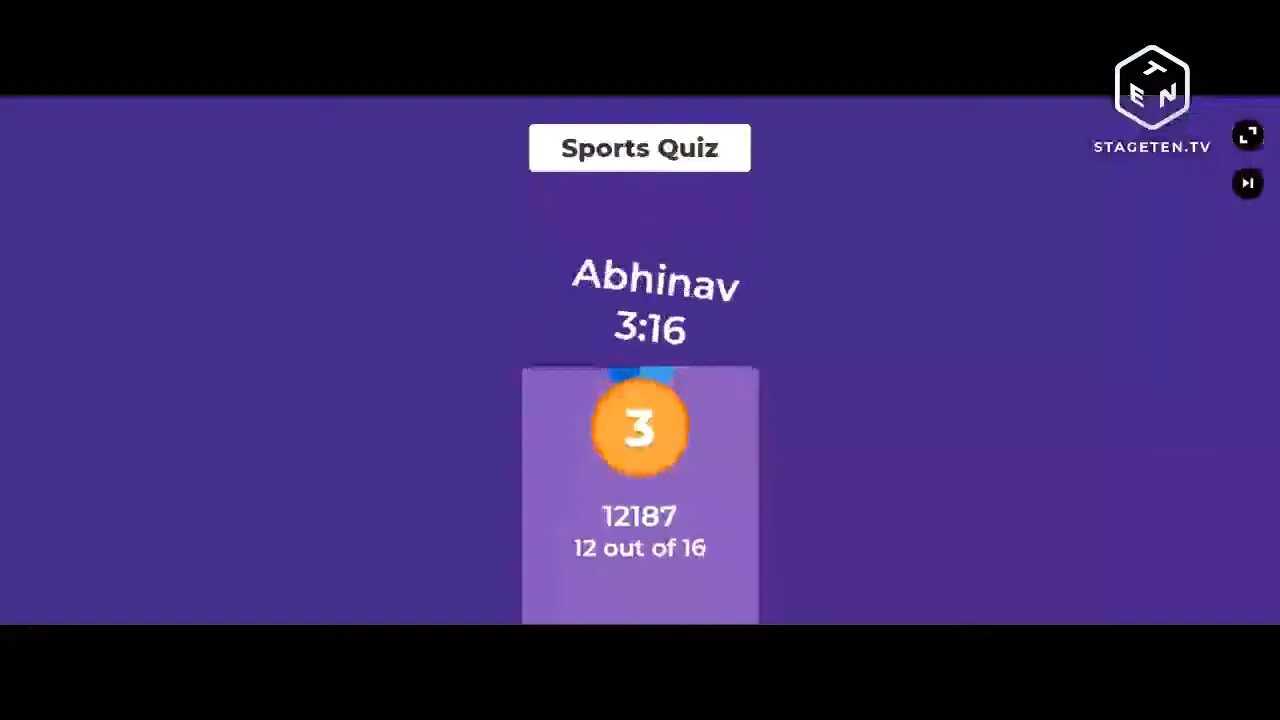 T
E N
STAGETEN.TV
Sports Quiz
Abhinav
3:16
3
12187
12 out of 16